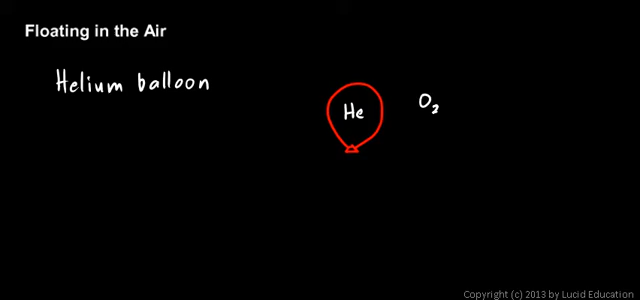 Floating in the Air
Helium balloon
He
O₂
Copyright (c) 2013 by Lucid Education